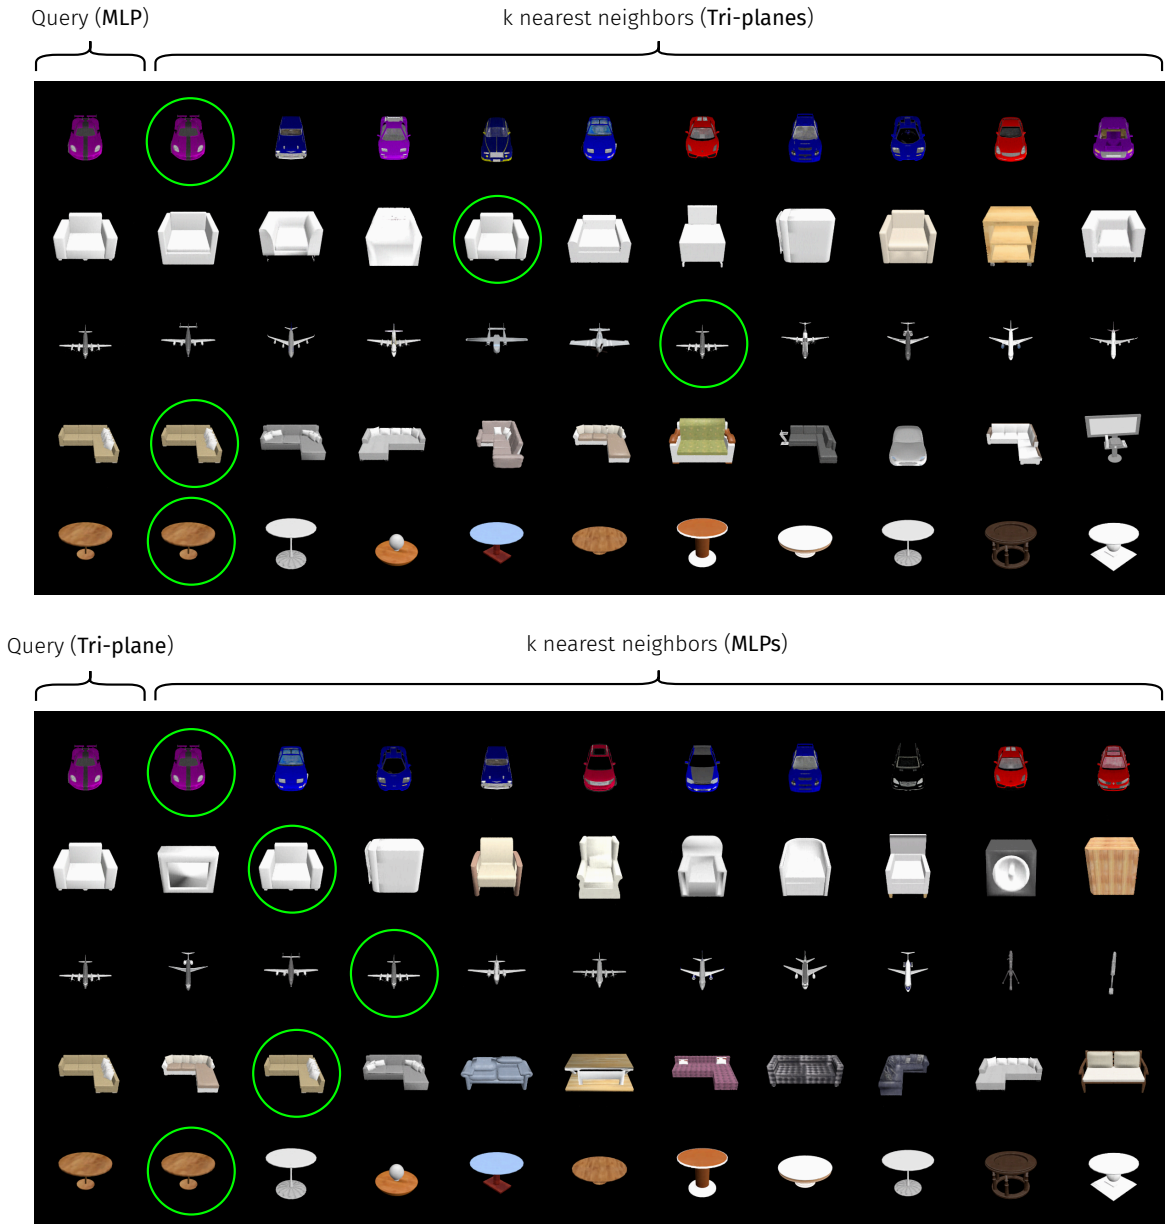 Query (MLP)
k nearest neighbors (Tri-planes)
Query (Tri-plane)
k nearest neighbors (MLPs)